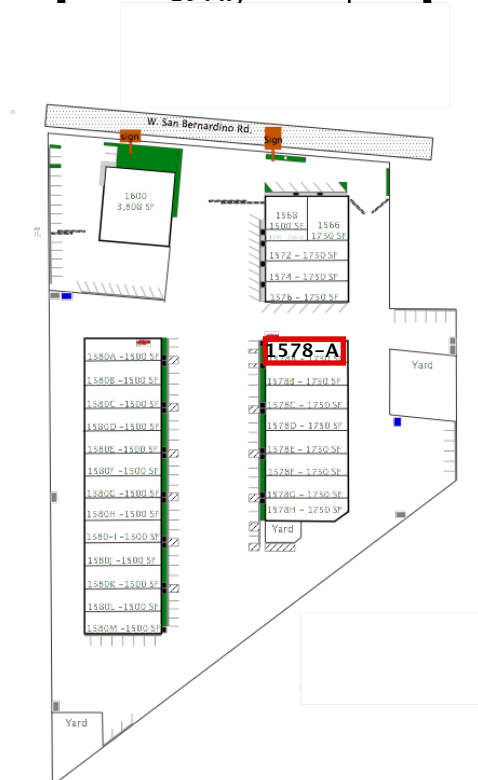 W. San Bernardino Rd.
sign
Sign
1600
3,808 SF
1568
1500 SF
1566
1750 SF
1572 - 1750 SF
1574 - 1750 SF
1576 - 1750 SF
1578-A
1580A -1500 SF
1580B - 1500 SF
1580C - 1500 SF
1580D - 1500 SF
1580E - 1500 SF
1580F - 1500 SF
1580G - 1500 SF
1580H - 1500 SF
1580-I -1500 SF
1580J - 1500 SF
1580K - 1500 SF
1580L - 1500 SF
1580M - 1500 SF
1578B - 1750 SF
1578C - 1750 SF
1578D - 1750 SF
1578E - 1750 SF
1578F - 1750 SF
1578G - 1750 SF
1578H - 1750 SF
Yard
Yard
Yard